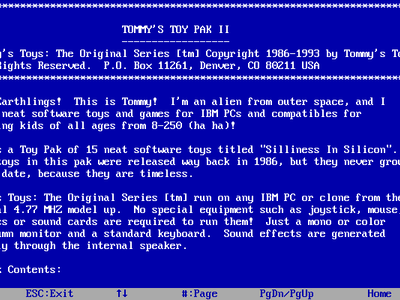 TOMMY'S TOY PAK II
y's Toys: The Original Series [tm] Copyright 1986-1993 by Tommy's To
Rights Reserved.  P.O. Box 11261, Denver, CO 80211 USA
Earthlings!  This is Tommy!  I'm an alien from outer space, and I
neat software toys and games for IBM PCs and compatibles for
ng kids of all ages from 8-250 (ha ha)!
a Toy Pak of 15 neat software toys titled "Silliness In Silicon".
toys in this pak were released way back in 1986, but they never grow
date, because they are timeless.
Toys: The Original Series [tm] run on any IBM PC or clone from the
al 4.77 MHZ model up.  No special equipment such as joystick, mouse,
cs or sound cards are required to run them!  Just a mono or color
umn monitor and a standard keyboard.  Sound effects are generated
ly through the internal speaker.
Contents:
ESC:Exit ↑↓ #:Page PgDn/PgUp Home